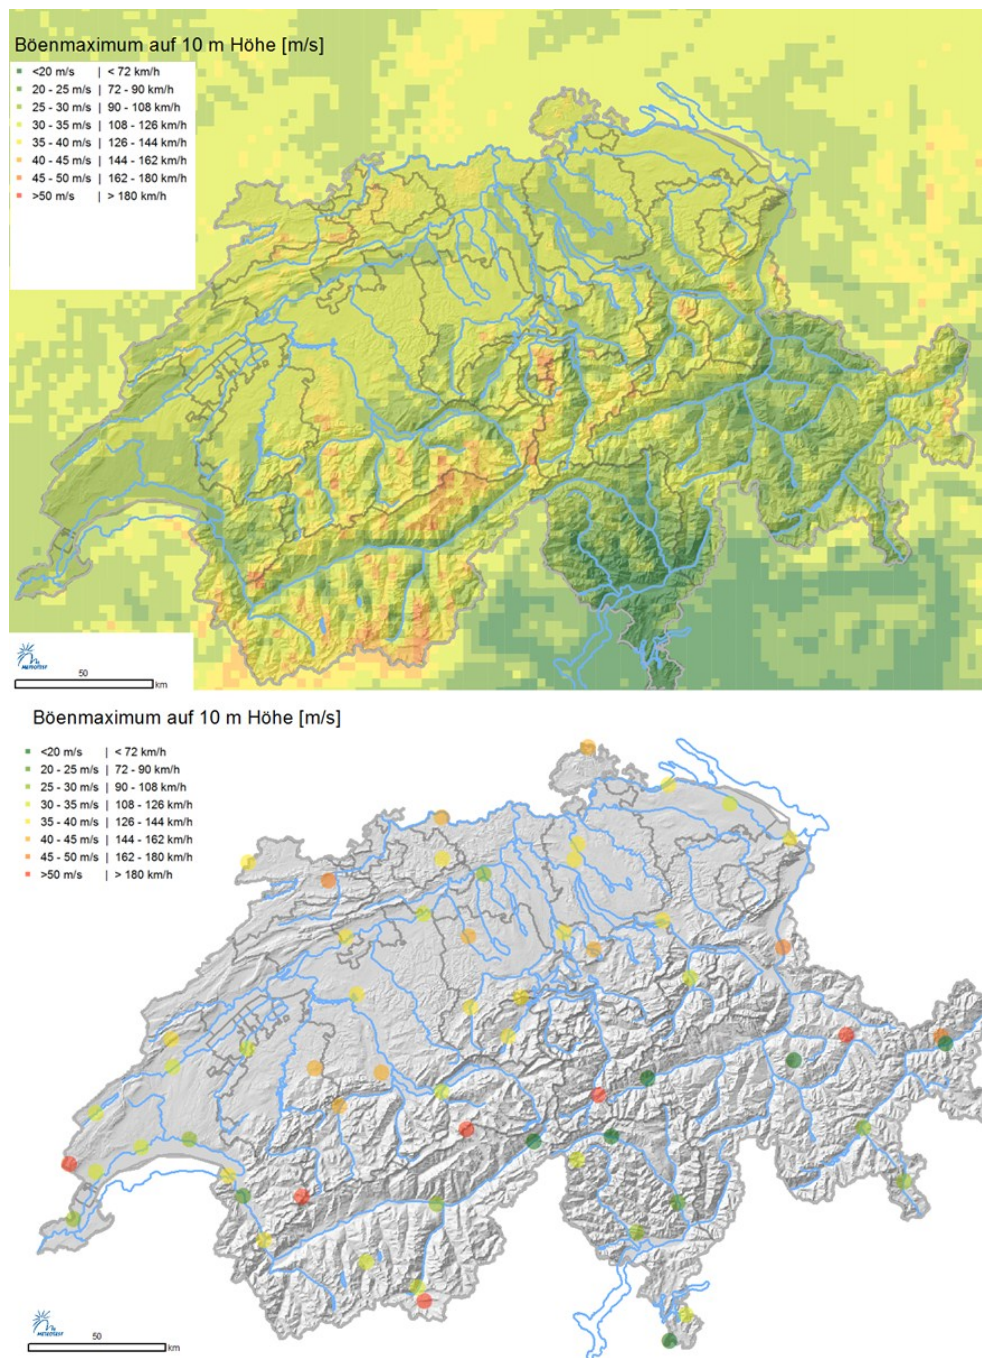 Böenmaximum auf 10 m Höhe [m/s]
<20 m/s | < 72 km/h
20 - 25 m/s | 72 - 90 km/h
25 - 30 m/s | 90 - 108 km/h
30 - 35 m/s | 108 - 126 km/h
35 - 40 m/s | 126 - 144 km/h
40 - 45 m/s | 144 - 162 km/h
45 - 50 m/s | 162 - 180 km/h
>50 m/s | > 180 km/h
METEOTEST
50
km
Böenmaximum auf 10 m Höhe [m/s]
<20 m/s | < 72 km/h
20 - 25 m/s | 72 - 90 km/h
25 - 30 m/s | 90 - 108 km/h
30 - 35 m/s | 108 - 126 km/h
35 - 40 m/s | 126 - 144 km/h
40 - 45 m/s | 144 - 162 km/h
45 - 50 m/s | 162 - 180 km/h
>50 m/s | > 180 km/h
METEOTEST
50
km